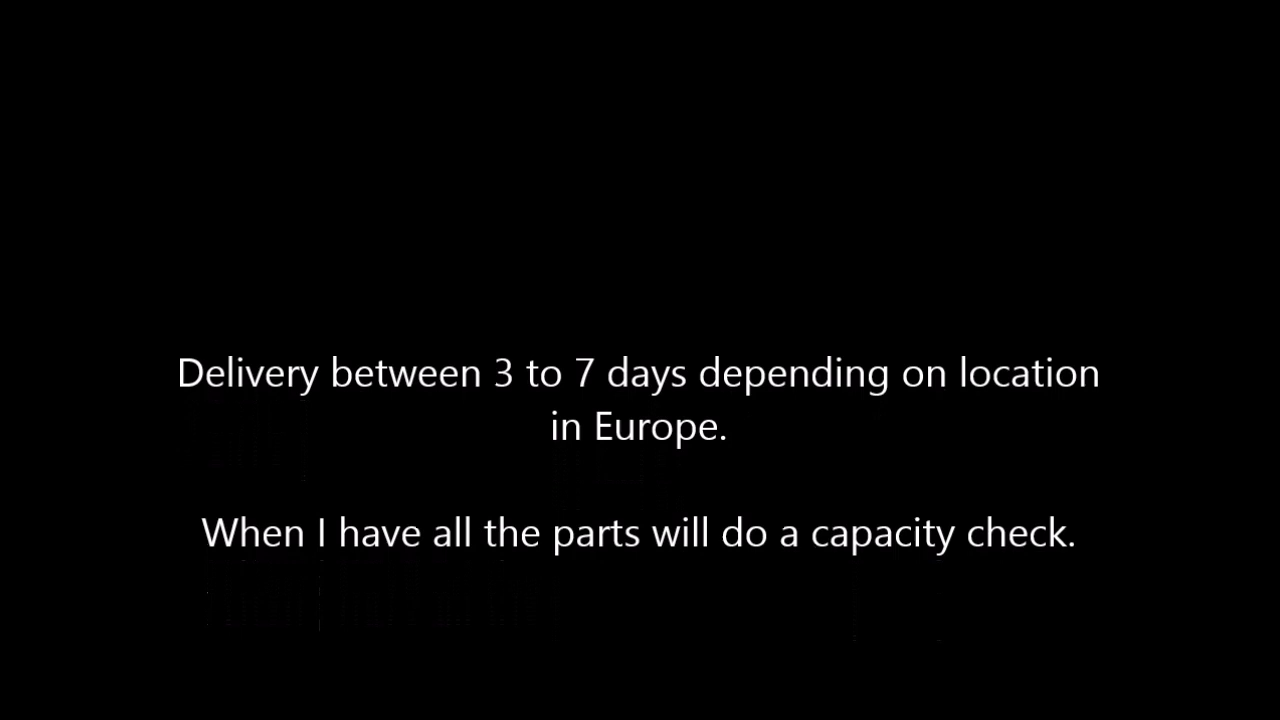 Delivery between 3 to 7 days depending on location
in Europe.
When I have all the parts will do a capacity check.